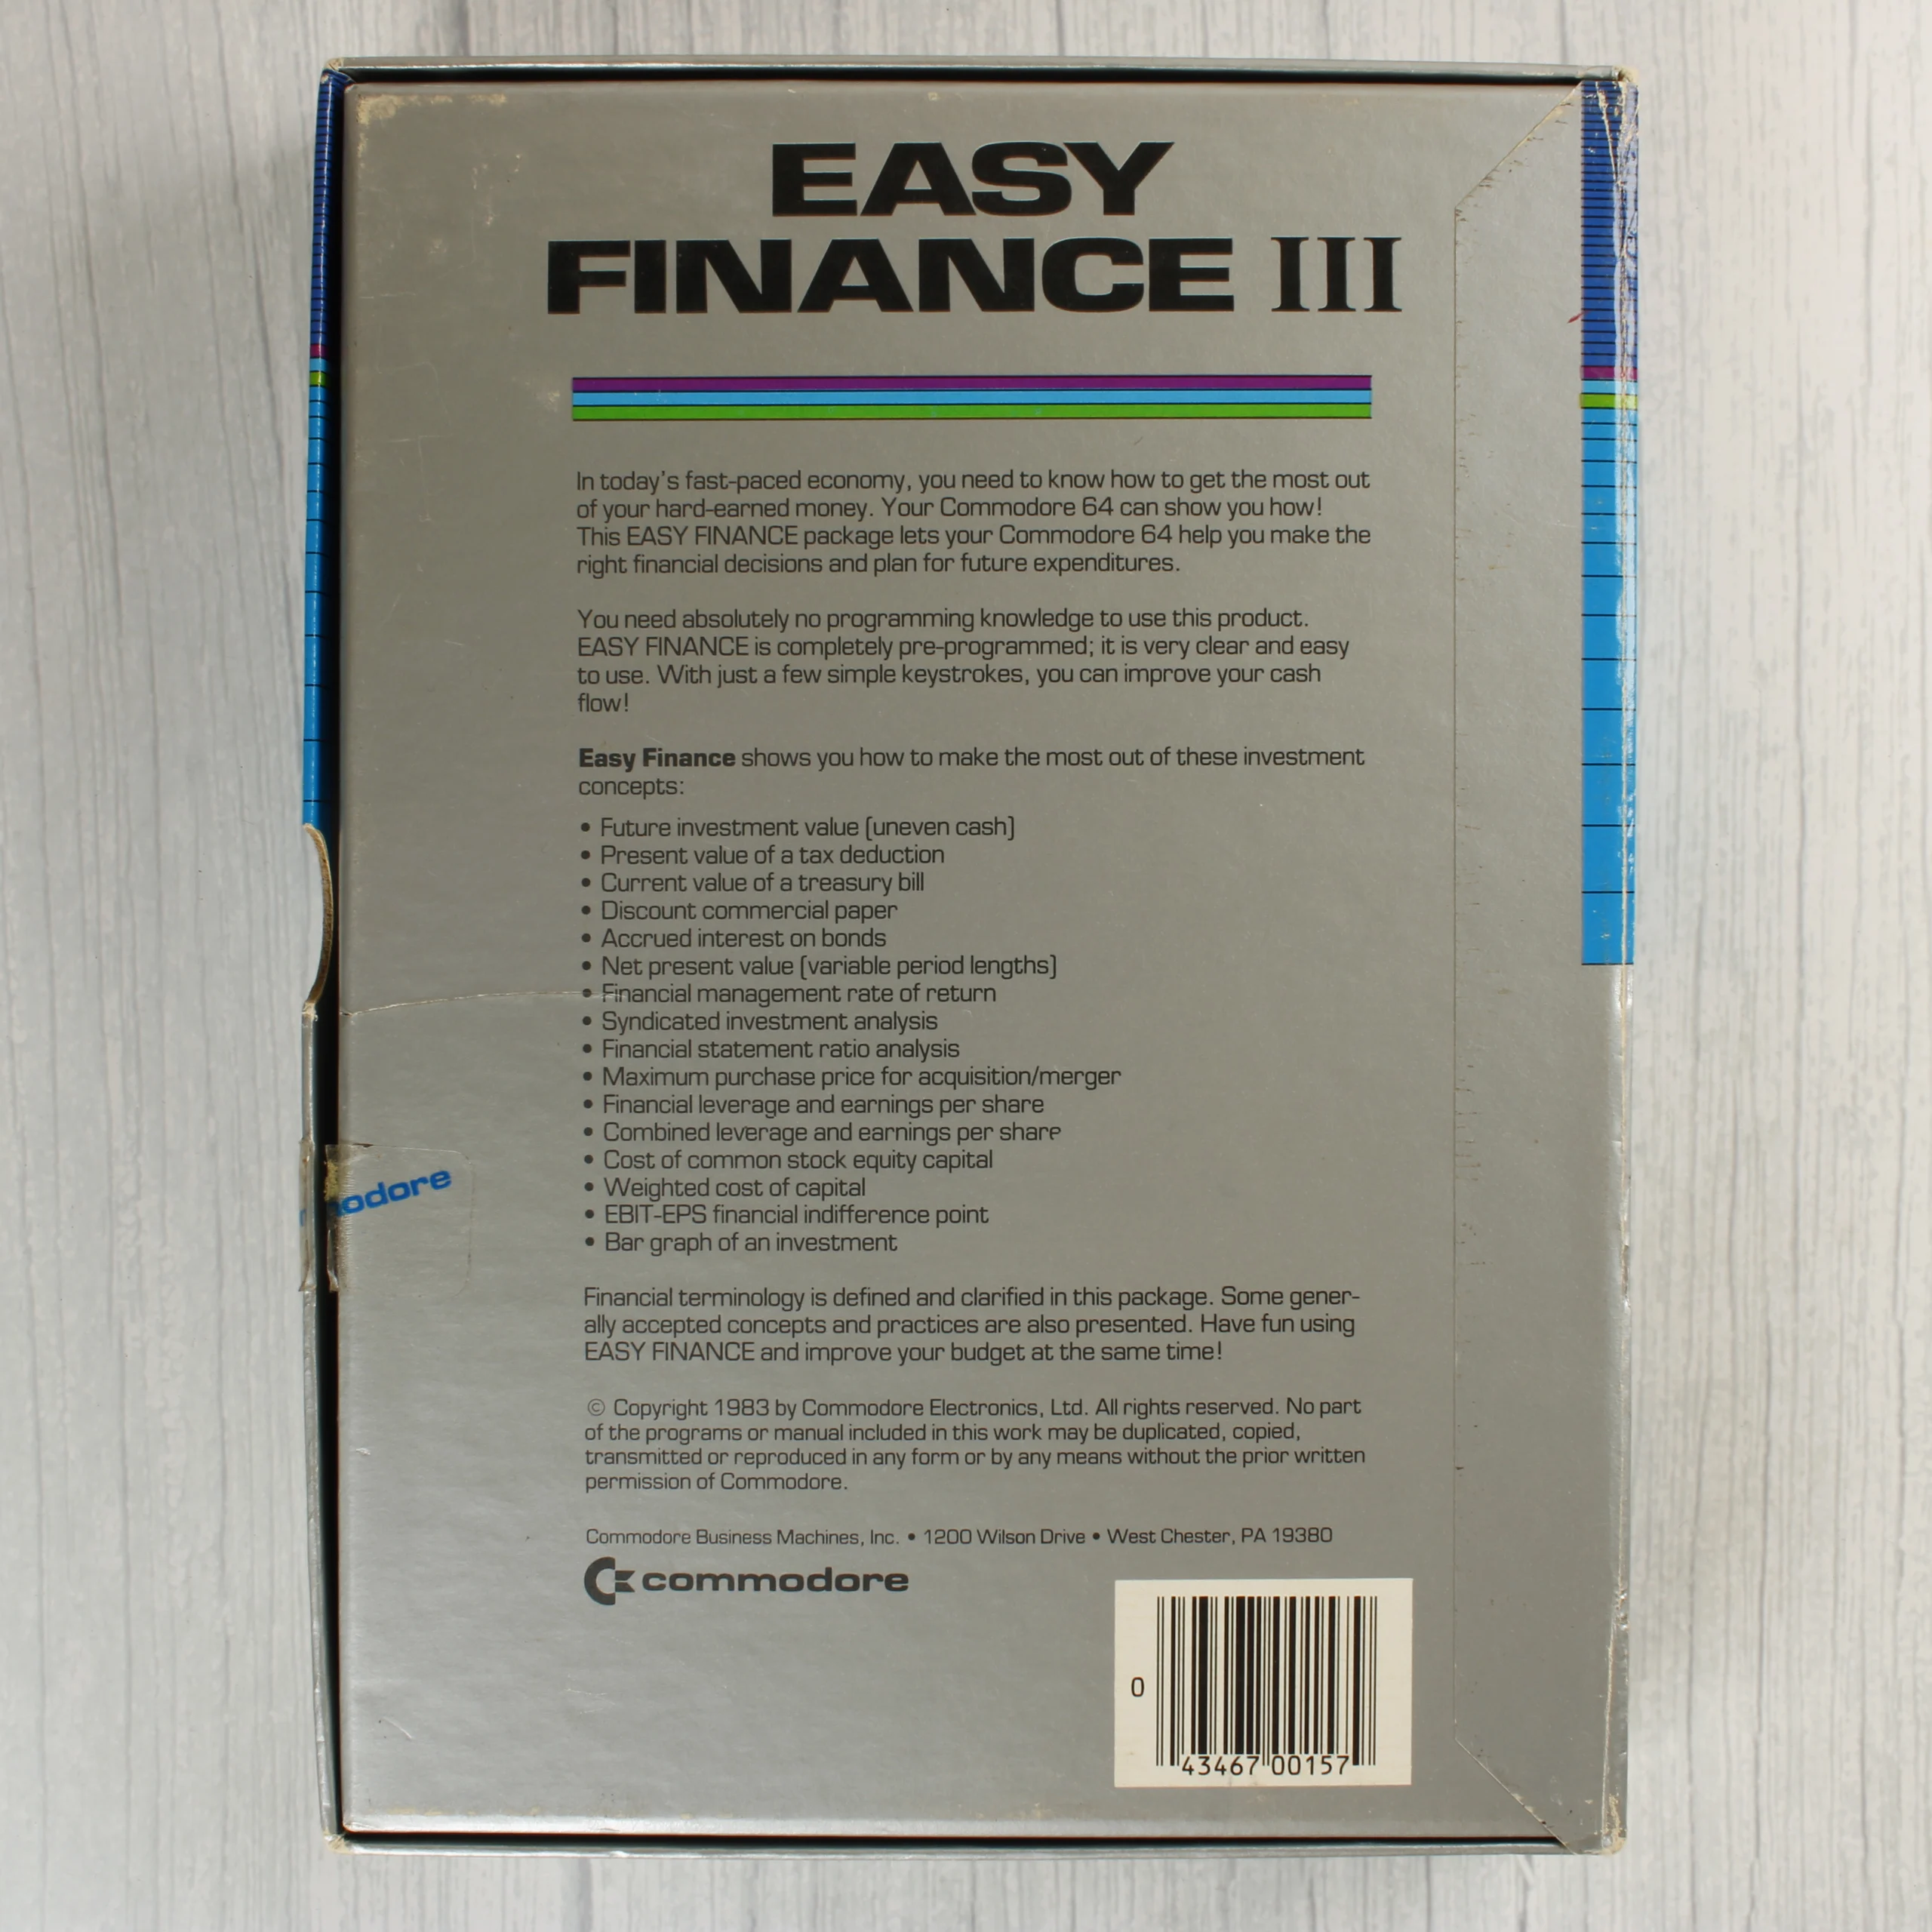 EASY
FINANCE III
In today's fast-paced economy, you need to know how to get the most out
of your hard-earned money. Your Commodore 64 can show you how!
This EASY FINANCE package lets your Commodore 64 help you make the
right financial decisions and plan for future expenditures.
You need absolutely no programming knowledge to use this product.
EASY FINANCE is completely pre-programmed; it is very clear and easy
to use. With just a few simple keystrokes, you can improve your cash
flow!
Easy Finance shows you how to make the most out of these investment
concepts:
• Future investment value (uneven cash)
• Present value of a tax deduction
• Current value of a treasury bill
• Discount commercial paper
• Accrued interest on bonds
• Net present value (variable period lengths)
• Financial management rate of return
• Syndicated investment analysis
• Financial statement ratio analysis
• Maximum purchase price for acquisition/merger
• Financial leverage and earnings per share
• Combined leverage and earnings per share
• Cost of common stock equity capital
• Weighted cost of capital
• EBIT-EPS financial indifference point
• Bar graph of an investment
odore
Financial terminology is defined and clarified in this package. Some gener-
ally accepted concepts and practices are also presented. Have fun using
EASY FINANCE and improve your budget at the same time!
© Copyright 1983 by Commodore Electronics, Ltd. All rights reserved. No part
of the programs or manual included in this work may be duplicated, copied,
transmitted or reproduced in any form or by any means without the prior written
permission of Commodore.
Commodore Business Machines, Inc. • 1200 Wilson Drive • West Chester, PA 19380
commodore
0 43467 00157